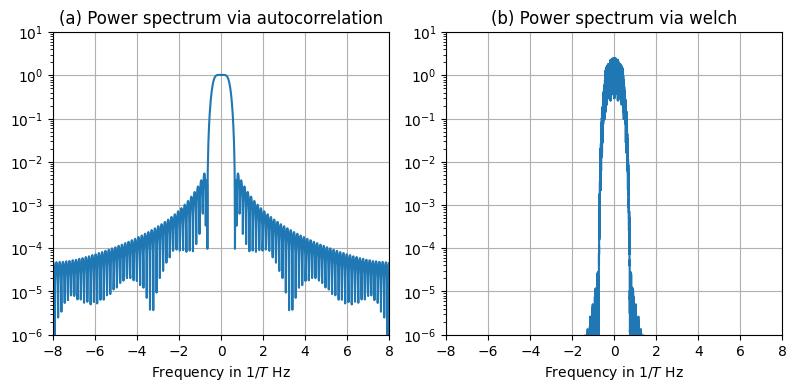 (a) Power spectrum via autocorrelation
10^1
10^0
10^-1
10^-2
10^-3
10^-4
10^-5
10^-6
−8 −6 −4 −2 0 2 4 6 8
Frequency in 1/T Hz
(b) Power spectrum via welch
10^1
10^0
10^-1
10^-2
10^-3
10^-4
10^-5
10^-6
−8 −6 −4 −2 0 2 4 6 8
Frequency in 1/T Hz